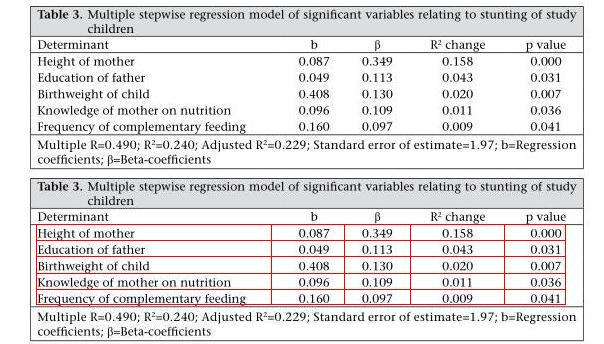 Table 3. Multiple stepwise regression model of significant variables relating to stunting of study
children
Determinant b β R² change p value
Height of mother 0.087 0.349 0.158 0.000
Education of father 0.049 0.113 0.043 0.031
Birthweight of child 0.408 0.130 0.020 0.007
Knowledge of mother on nutrition 0.096 0.109 0.011 0.036
Frequency of complementary feeding 0.160 0.097 0.009 0.041
Multiple R=0.490; R²=0.240; Adjusted R²=0.229; Standard error of estimate=1.97; b=Regression
coefficients; β=Beta-coefficients
Table 3. Multiple stepwise regression model of significant variables relating to stunting of study
children
Determinant b β R² change p value
Height of mother 0.087 0.349 0.158 0.000
Education of father 0.049 0.113 0.043 0.031
Birthweight of child 0.408 0.130 0.020 0.007
Knowledge of mother on nutrition 0.096 0.109 0.011 0.036
Frequency of complementary feeding 0.160 0.097 0.009 0.041
Multiple R=0.490; R²=0.240; Adjusted R²=0.229; Standard error of estimate=1.97; b=Regression
coefficients; β=Beta-coefficients